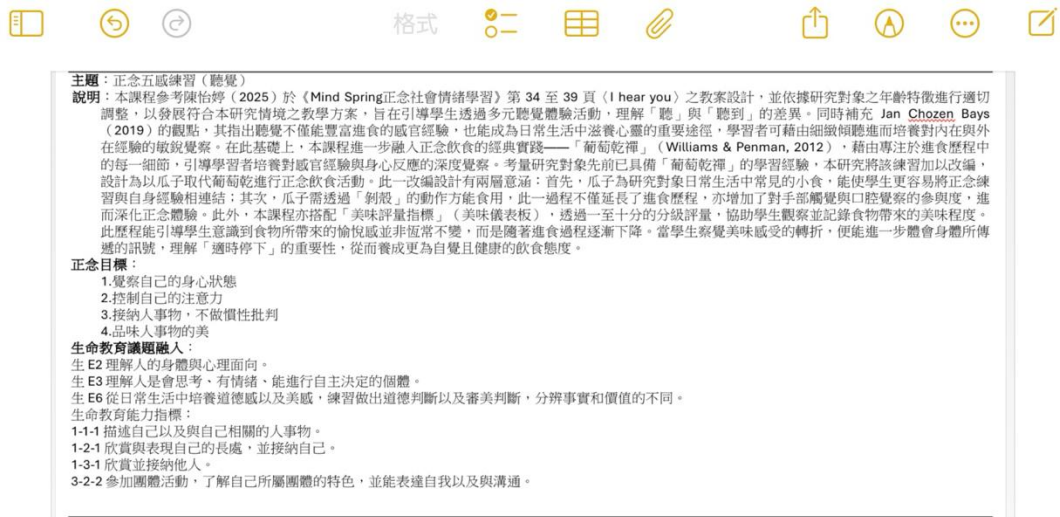 格式
主題：正念五感練習（聽覺）
說明：本課程參考陳怡婷（2025）於《Mind Spring正念社會情緒學習》第 34 至 39 頁〈I hear you〉之教案設計，並依據研究對象之年齡特徵進行適切
調整，以發展符合本研究情境之教學方案，旨在引導學生透過多元聽覺體驗活動，理解「聽」與「聽到」的差異。同時補充 Jan Chozen Bays
（2019）的觀點，其指出聽覺不僅能豐富進食的感官經驗，也能成為日常生活中滋養心靈的重要途徑，學習者可藉由細緻傾聽進而培養對內在與外
在經驗的敏銳覺察。在此基礎上，本課程進一步融入正念飲食的經典實踐——「葡萄乾禪」（Williams & Penman, 2012），藉由專注於進食歷程中
的每一細節，引導學習者培養對感官經驗與身心反應的深度覺察。考量研究對象先前已具備「葡萄乾禪」的學習經驗，本研究將該練習加以改編，
設計為以瓜子取代葡萄乾進行正念飲食活動。此一改編設計有兩層意涵：首先，瓜子為研究對象日常生活中常見的小食，能使學生更容易將正念練
習與自身經驗相連結；其次，瓜子需透過「剝殼」的動作方能食用，此一過程不僅延長了進食歷程，亦增加了對手部觸覺與口腔覺察的參與度，進
而深化正念體驗。此外，本課程亦搭配「美味評量指標」（美味儀表板），透過一至十分的分級評量，協助學生觀察並記錄食物帶來的美味程度。
此歷程能引導學生意識到食物所帶來的愉悅感並非恆常不變，而是隨著進食過程逐漸下降。當學生察覺美味感受的轉折，便能進一步體會身體所傳
遞的訊號，理解「適時停下」的重要性，從而養成更為自覺且健康的飲食態度。
正念目標：
1.覺察自己的身心狀態
2.控制自己的注意力
3.接納人事物，不做慣性批判
4.品味人事物的美
生命教育議題融入：
生 E2 理解人的身體與心理面向。
生 E3 理解人是會思考、有情緒、能進行自主決定的個體。
生 E6 從日常生活中培養道德感以及美感，練習做出道德判斷以及審美判斷，分辨事實和價值的不同。
生命教育能力指標：
1-1-1 描述自己以及與自己相關的人事物。
1-2-1 欣賞與表現自己的長處，並接納自己。
1-3-1 欣賞並接納他人。
3-2-2 參加團體活動，了解自己所屬團體的特色，並能表達自我以及與溝通。